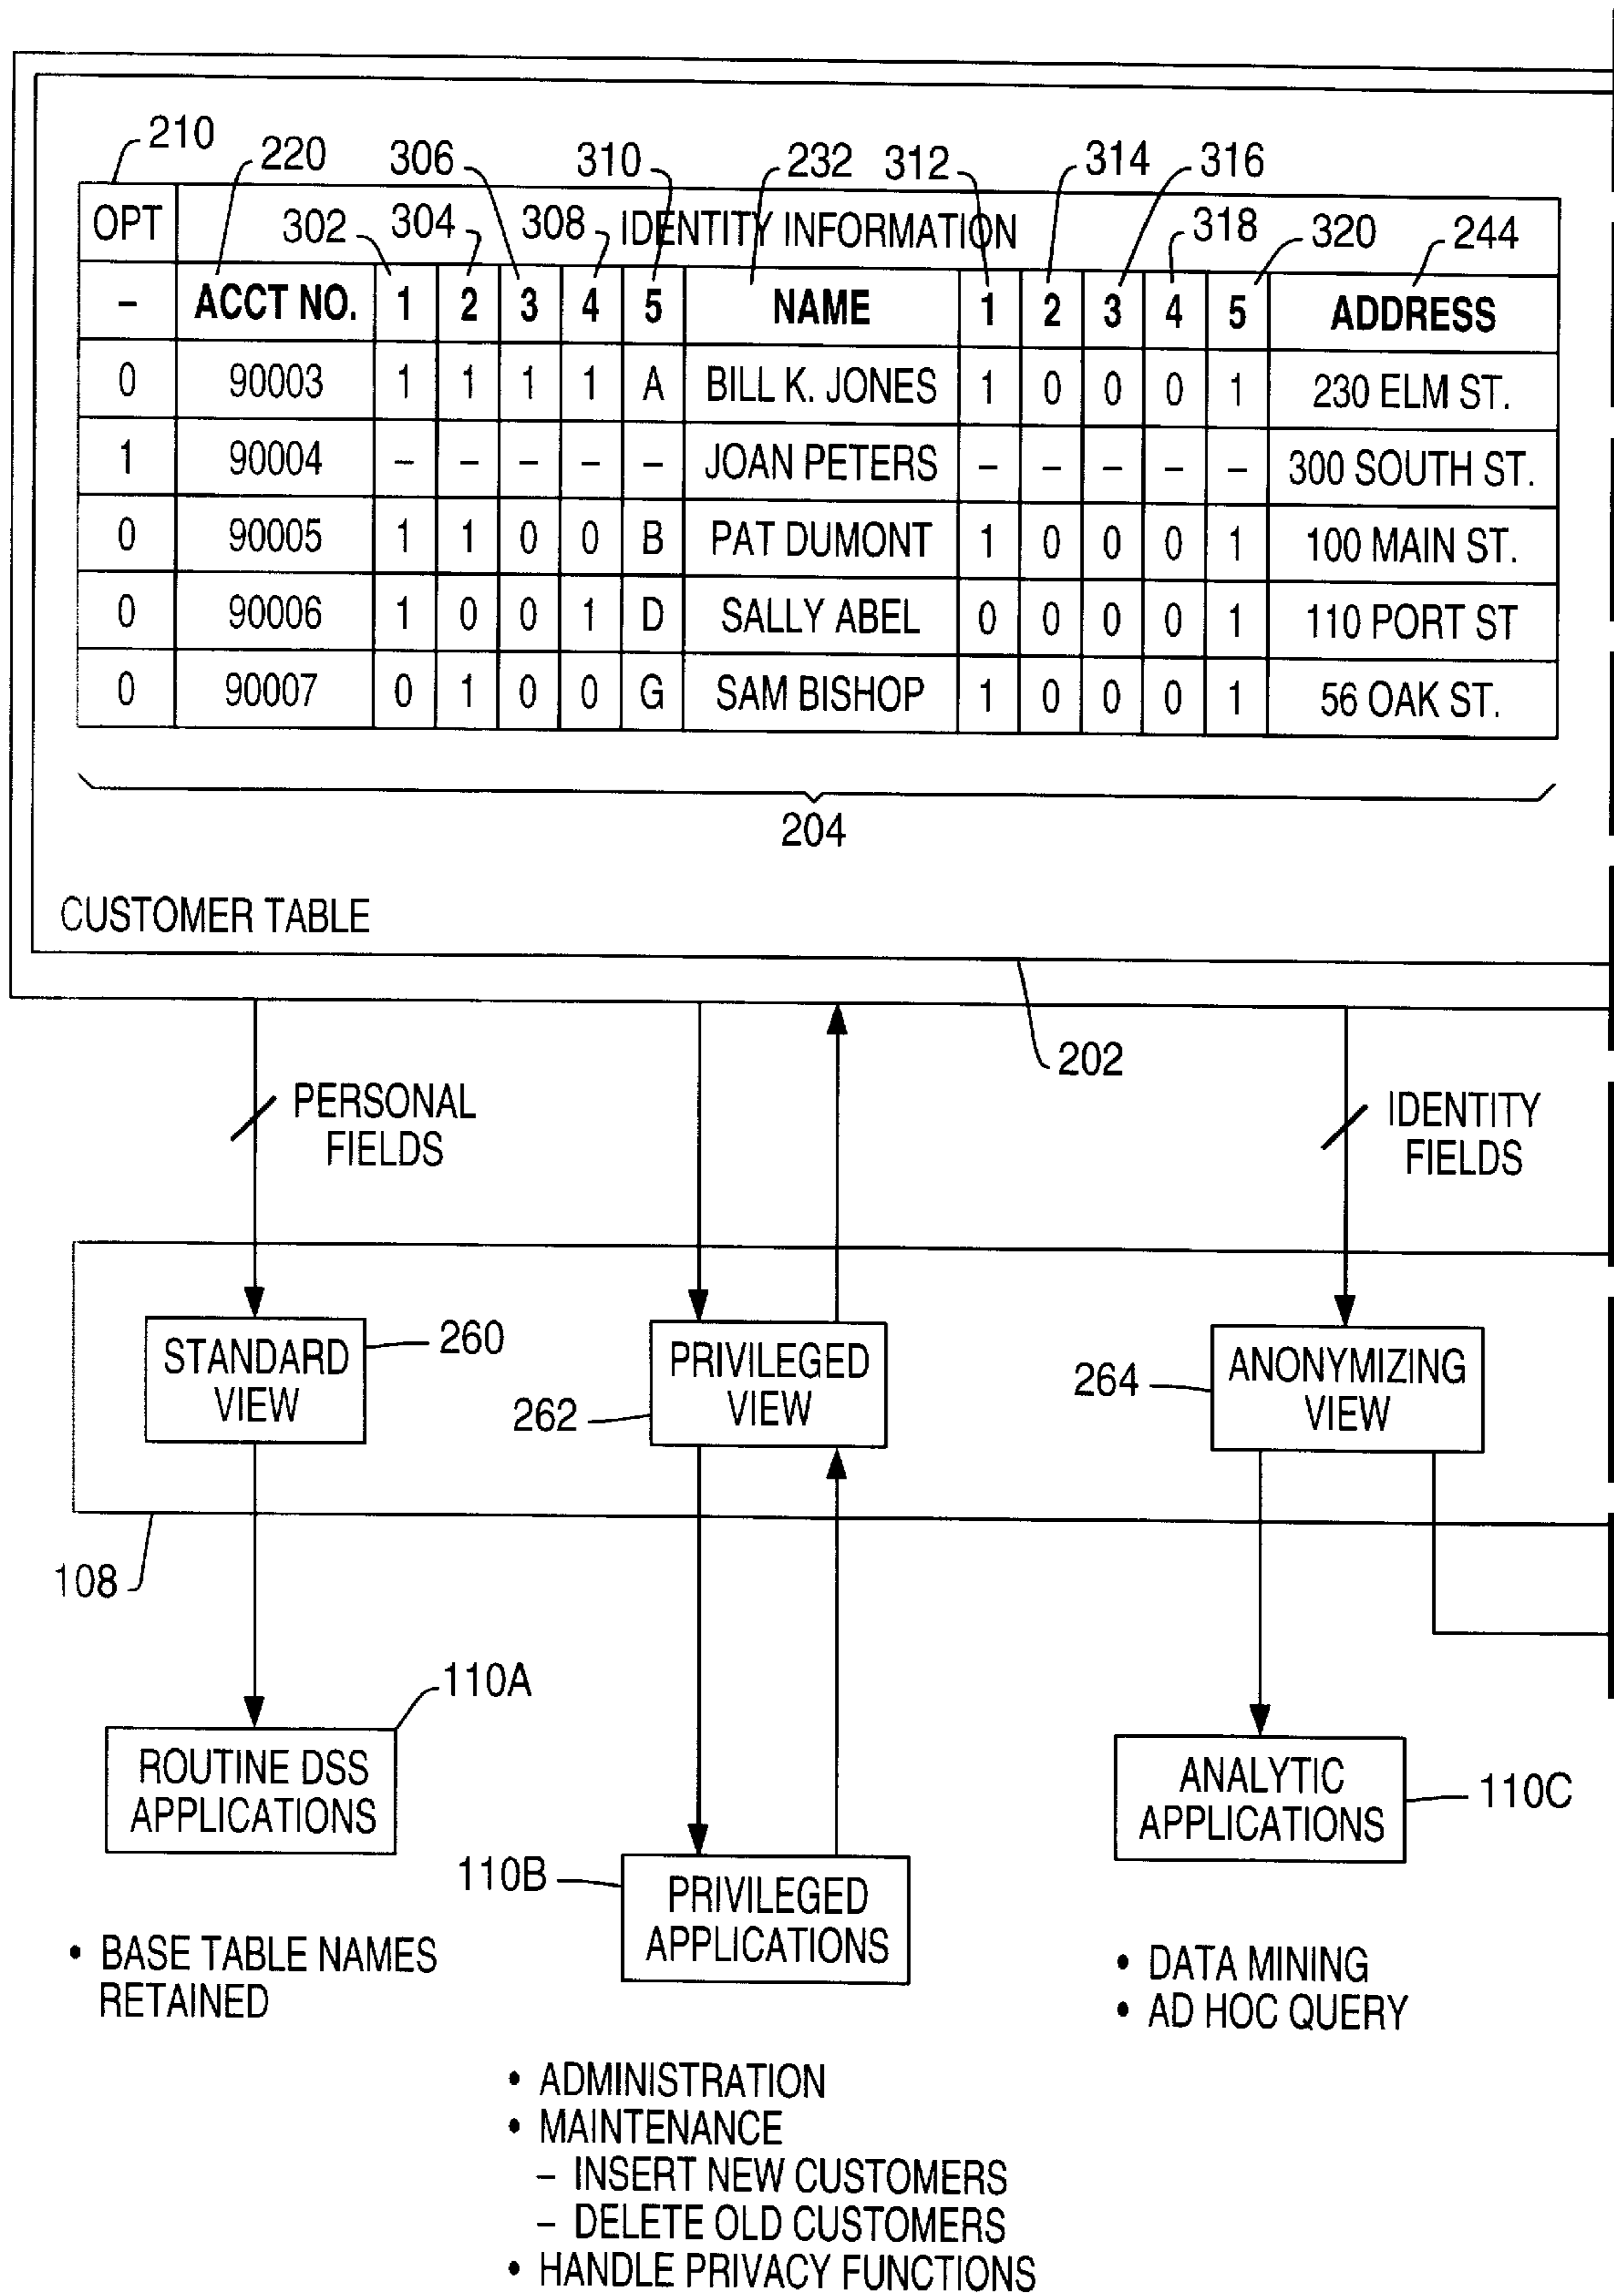 210
220 306 310 232 312 314 316
OPT 302 304 308 IDENTITY INFORMATION 318 320 244
– ACCT NO. 1 2 3 4 5 NAME 1 2 3 4 5 ADDRESS
0 90003 1 1 1 1 A BILL K. JONES 1 0 0 0 1 230 ELM ST.
1 90004 – – – – – JOAN PETERS – – – – – 300 SOUTH ST.
0 90005 1 1 0 0 B PAT DUMONT 1 0 0 0 1 100 MAIN ST.
0 90006 1 0 0 1 D SALLY ABEL 0 0 0 0 1 110 PORT ST
0 90007 0 1 0 0 G SAM BISHOP 1 0 0 0 1 56 OAK ST.
204
CUSTOMER TABLE
202
PERSONAL
FIELDS
IDENTITY
FIELDS
STANDARD
VIEW
260
PRIVILEGED
VIEW
262
ANONYMIZING
VIEW
264
108
110A
ROUTINE DSS
APPLICATIONS
110B
PRIVILEGED
APPLICATIONS
ANALYTIC
APPLICATIONS
110C
• BASE TABLE NAMES
RETAINED
• DATA MINING
• AD HOC QUERY
• ADMINISTRATION
• MAINTENANCE
– INSERT NEW CUSTOMERS
– DELETE OLD CUSTOMERS
• HANDLE PRIVACY FUNCTIONS